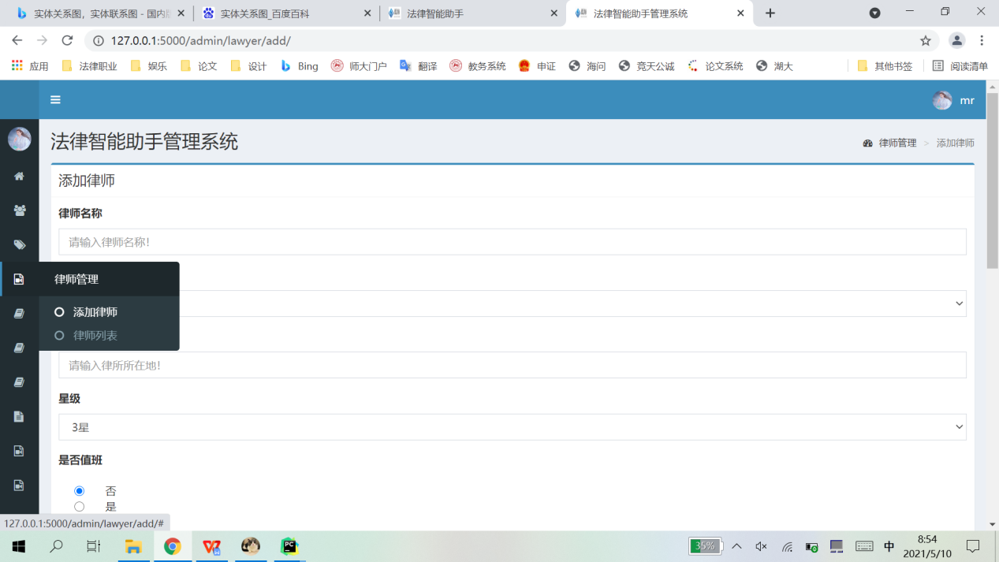 实体关系图，实体联系图 - 国内版
实体关系图_百度百科
法律智能助手
法律智能助手管理系统
127.0.0.1:5000/admin/lawyer/add/
应用
法律职业
娱乐
论文
设计
Bing
师大门户
翻译
教务系统
申证
海问
竞天公诚
论文系统
湖大
其他书签
阅读清单
mr
法律智能助手管理系统
律师管理 > 添加律师
添加律师
律师名称
请输入律师名称！
律师管理
添加律师
律师列表
请输入律所所在地！
星级
3星
是否值班
否
是
127.0.0.1:5000/admin/lawyer/add/#
35%
中
8:54
2021/5/10